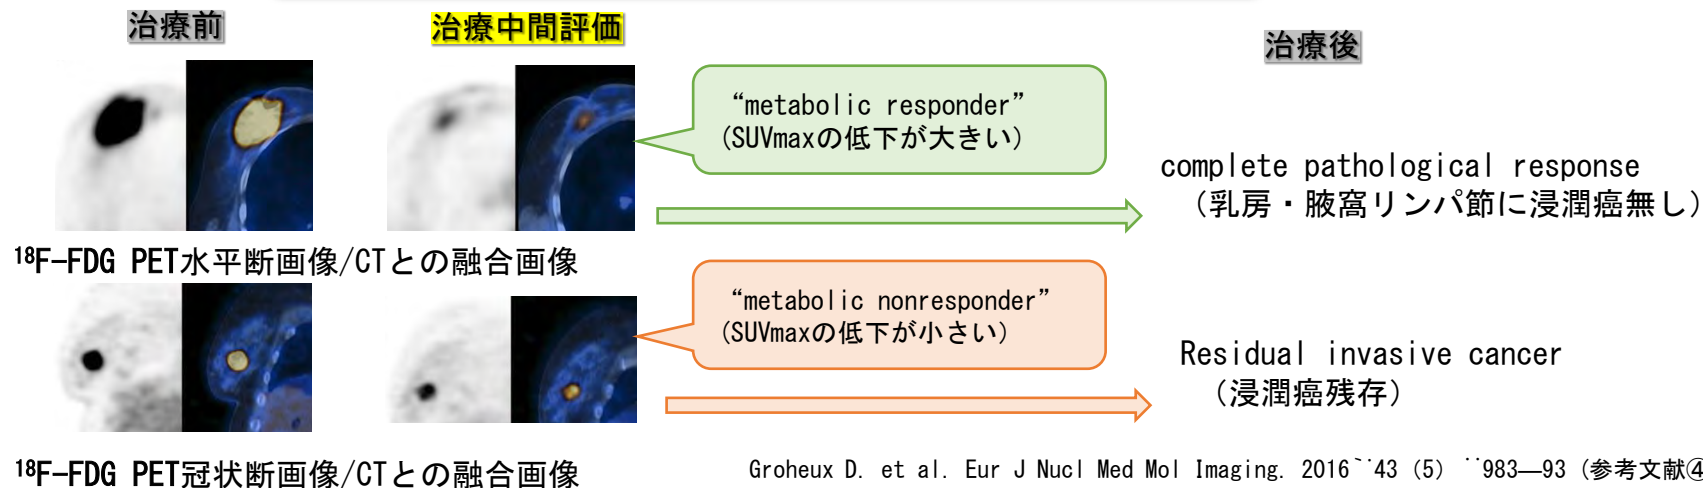 治療前
治療中間評価
治療後
“metabolic responder”
(SUVmaxの低下が大きい)
complete pathological response
(乳房・腋窩リンパ節に浸潤癌無し)
18F-FDG PET水平断画像/CTとの融合画像
“metabolic nonresponder”
(SUVmaxの低下が小さい)
Residual invasive cancer
(浸潤癌残存)
18F-FDG PET冠状断画像/CTとの融合画像
Groheux D. et al. Eur J Nucl Med Mol Imaging. 2016｀˙43 (5) ¨983—93 (参考文献④